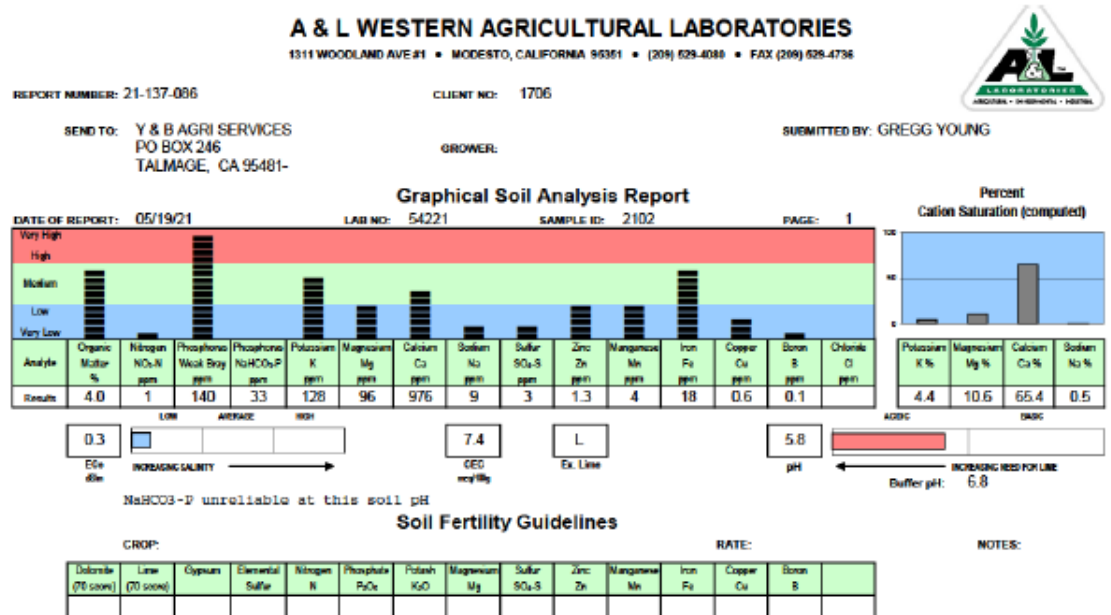 A & L WESTERN AGRICULTURAL LABORATORIES
1311 WOODLAND AVE #1 • MODESTO, CALIFORNIA 95351 • (209) 529-4080 • FAX (209) 529-4736
A&L
LABORATORIES
AGRICULTURAL • ENVIRONMENTAL • INDUSTRIAL
REPORT NUMBER: 21-137-086 CLIENT NO: 1706
SEND TO: Y & B AGRI SERVICES
PO BOX 246
TALMAGE, CA 95481-
GROWER:
SUBMITTED BY: GREGG YOUNG
Graphical Soil Analysis Report
DATE OF REPORT: 05/19/21 LAB NO: 54221 SAMPLE ID: 2102 PAGE: 1
Percent
Cation Saturation (computed)
Very High
High
Medium
Low
Very Low
100
50
0
Analyte Organic Matter % Nitrogen NO₃-N ppm Phosphorus Weak Bray ppm Phosphorus NaHCO₃-P ppm Potassium K ppm Magnesium Mg ppm Calcium Ca ppm Sodium Na ppm Sulfur SO₄-S ppm Zinc Zn ppm Manganese Mn ppm Iron Fe ppm Copper Cu ppm Boron B ppm Chloride Cl ppm
Results 4.0 1 140 33 128 96 976 9 3 1.3 4 18 0.6 0.1
Potassium K % Magnesium Mg % Calcium Ca % Sodium Na %
4.4 10.6 65.4 0.5
LOW AVERAGE HIGH
ACIDIC BASIC
0.3 7.4 L 5.8
ECe dS/m INCREASING SALINITY CEC meq/100g Ex. Lime pH INCREASING NEED FOR LIME
Buffer pH: 6.8
NaHCO3-P unreliable at this soil pH
Soil Fertility Guidelines
CROP: RATE: NOTES:
Dolomite (70 score) Lime (70 score) Gypsum Elemental Sulfur Nitrogen N Phosphate P₂O₅ Potash K₂O Magnesium Mg Sulfur SO₄-S Zinc Zn Manganese Mn Iron Fe Copper Cu Boron B